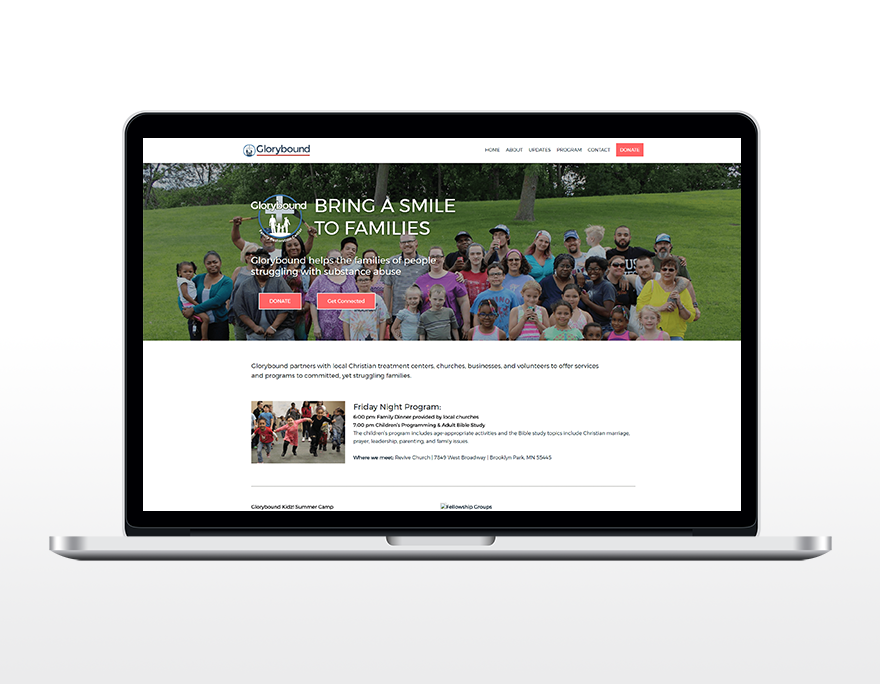 Glorybound
HOME ABOUT UPDATES PROGRAM CONTACT DONATE
Glorybound
BRING A SMILE
TO FAMILIES
Glorybound helps the families of people
struggling with substance abuse
DONATE Get Connected
Glorybound partners with local Christian treatment centers, churches, businesses, and volunteers to offer services
and programs to committed, yet struggling families.
Friday Night Program:
6:00 pm: Family Dinner provided by local churches
7:00 pm Children's Programming & Adult Bible Study
The children's program includes age-appropriate activities and the Bible study topics include Christian marriage,
prayer, leadership, parenting, and family issues.
Where we meet: Revive Church | 7849 West Broadway | Brooklyn Park, MN 55445
Glorybound Kidz! Summer Camp
Fellowship Groups